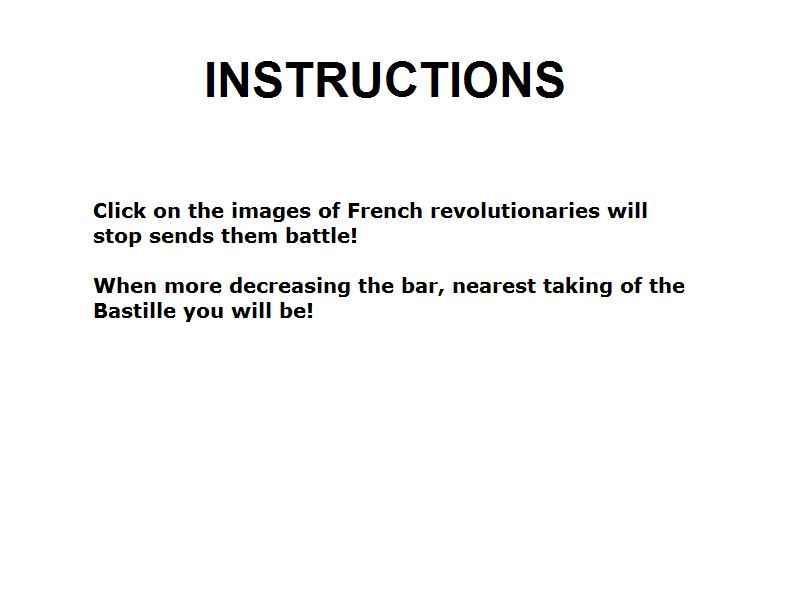 INSTRUCTIONS
Click on the images of French revolutionaries will
stop sends them battle!
When more decreasing the bar, nearest taking of the
Bastille you will be!